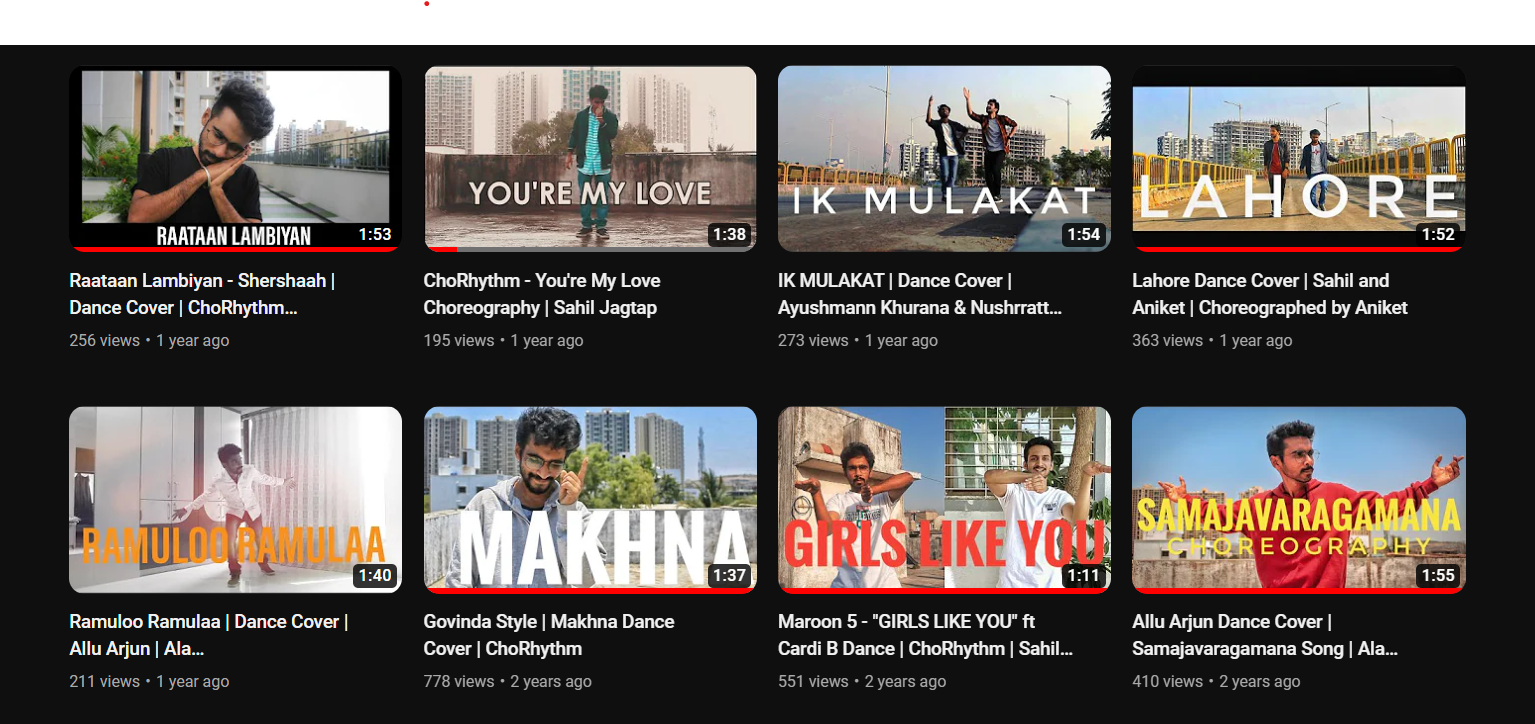 RAATAAN LAMBIYAN
1:53
YOU'RE MY LOVE
1:38
IK MULAKAT
1:54
LAHORE
1:52
Raataan Lambiyan - Shershaah |
Dance Cover | ChoRhythm...
256 views • 1 year ago
ChoRhythm - You're My Love
Choreography | Sahil Jagtap
195 views • 1 year ago
IK MULAKAT | Dance Cover |
Ayushmann Khurana & Nushrratt...
273 views • 1 year ago
Lahore Dance Cover | Sahil and
Aniket | Choreographed by Aniket
363 views • 1 year ago
RAMULOO RAMULAA
1:40
MAKHNA
1:37
GIRLS LIKE YOU
1:11
SAMAJAVARAGAMANA
CHOREOGRAPHY
1:55
Ramuloo Ramulaa | Dance Cover |
Allu Arjun | Ala...
211 views • 1 year ago
Govinda Style | Makhna Dance
Cover | ChoRhythm
778 views • 2 years ago
Maroon 5 - "GIRLS LIKE YOU" ft
Cardi B Dance | ChoRhythm | Sahil...
551 views • 2 years ago
Allu Arjun Dance Cover |
Samajavaragamana Song | Ala...
410 views • 2 years ago